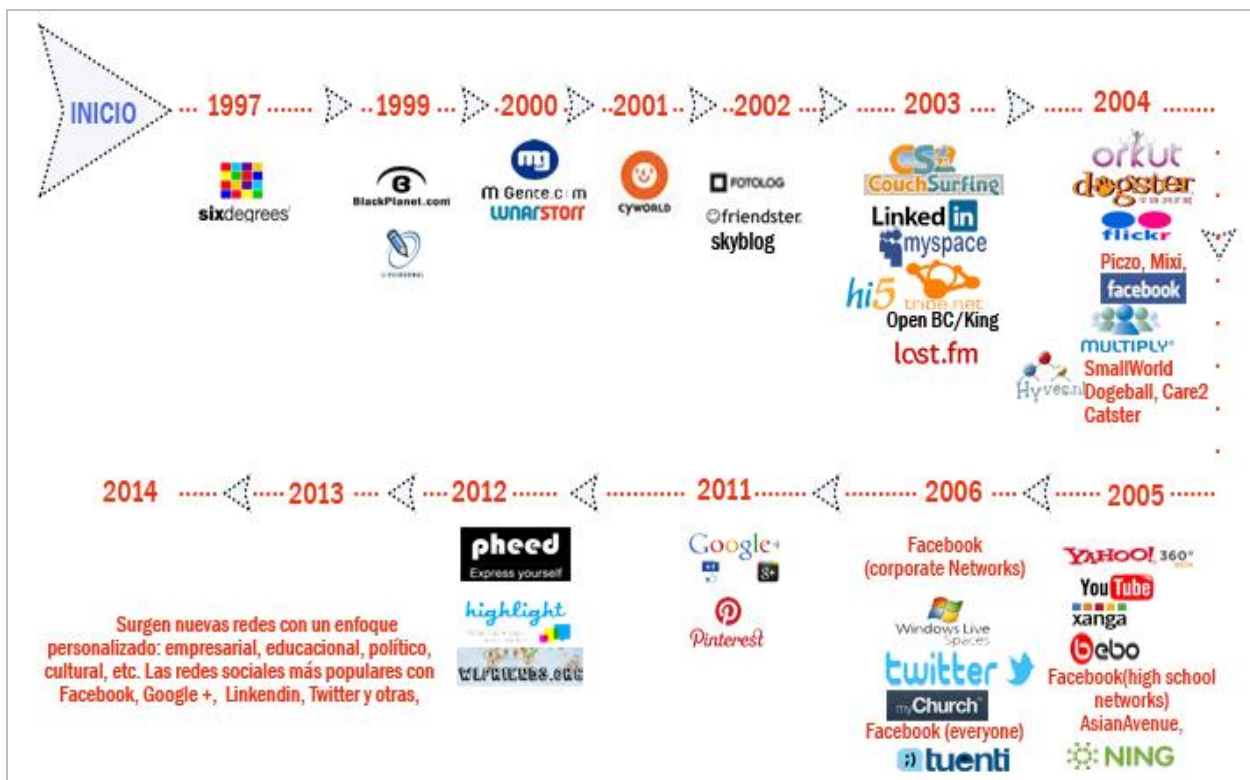 INICIO
1997
1999
2000
2001
2002
2003
2004
sixdegrees
BlackPlanet.com
mg
M Gente.com
LUNARSTORM
CYWORLD
FOTOLOG
friendster
skyblog
CS
CouchSurfing
Linked in
myspace
hi5
tribe.net
Open BC/King
last.fm
orkut
dogster
flickr
Piczo, Mixi,
facebook
MULTIPLY
Hyves.nl
SmallWorld
Dogeball, Care2
Catster
2014
2013
2012
2011
2006
2005
Surgen nuevas redes con un enfoque
personalizado: empresarial, educacional, político,
cultural, etc. Las redes sociales más populares con
Facebook, Google +, Linkendin, Twitter y otras,
pheed
Express yourself
highlight
WLFRIENDS.ORG
Google+
g+
Pinterest
Facebook
(corporate Networks)
Windows Live
Spaces
twitter
myChurch
Facebook (everyone)
tuenti
YAHOO! 360°
YouTube
xanga
bebo
Facebook(high school
networks)
AsianAvenue,
NING